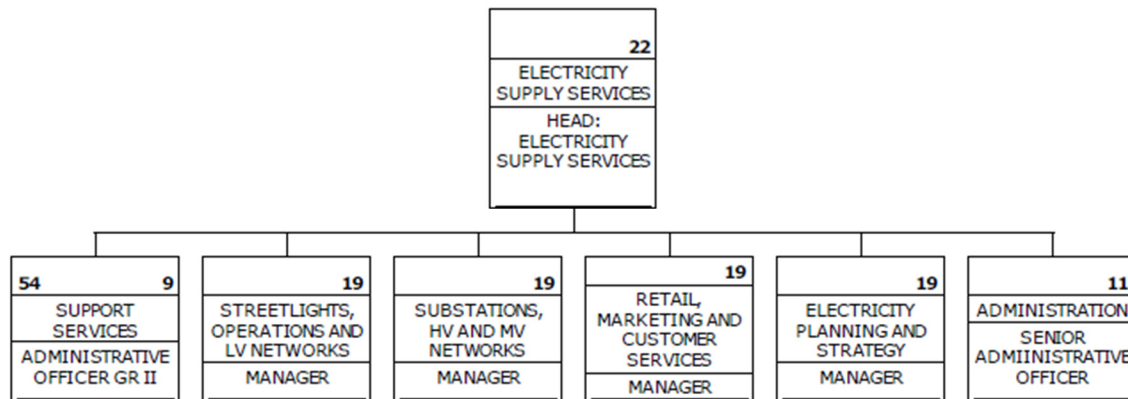 22
ELECTRICITY
SUPPLY SERVICES
HEAD:
ELECTRICITY
SUPPLY SERVICES
54 9
SUPPORT
SERVICES
ADMINISTRATIVE
OFFICER GR II
19
STREETLIGHTS,
OPERATIONS AND
LV NETWORKS
MANAGER
19
SUBSTATIONS,
HV AND MV
NETWORKS
MANAGER
19
RETAIL,
MARKETING AND
CUSTOMER
SERVICES
MANAGER
19
ELECTRICITY
PLANNING AND
STRATEGY
MANAGER
11
ADMINISTRATION
SENIOR
ADMIINISTRATIVE
OFFICER